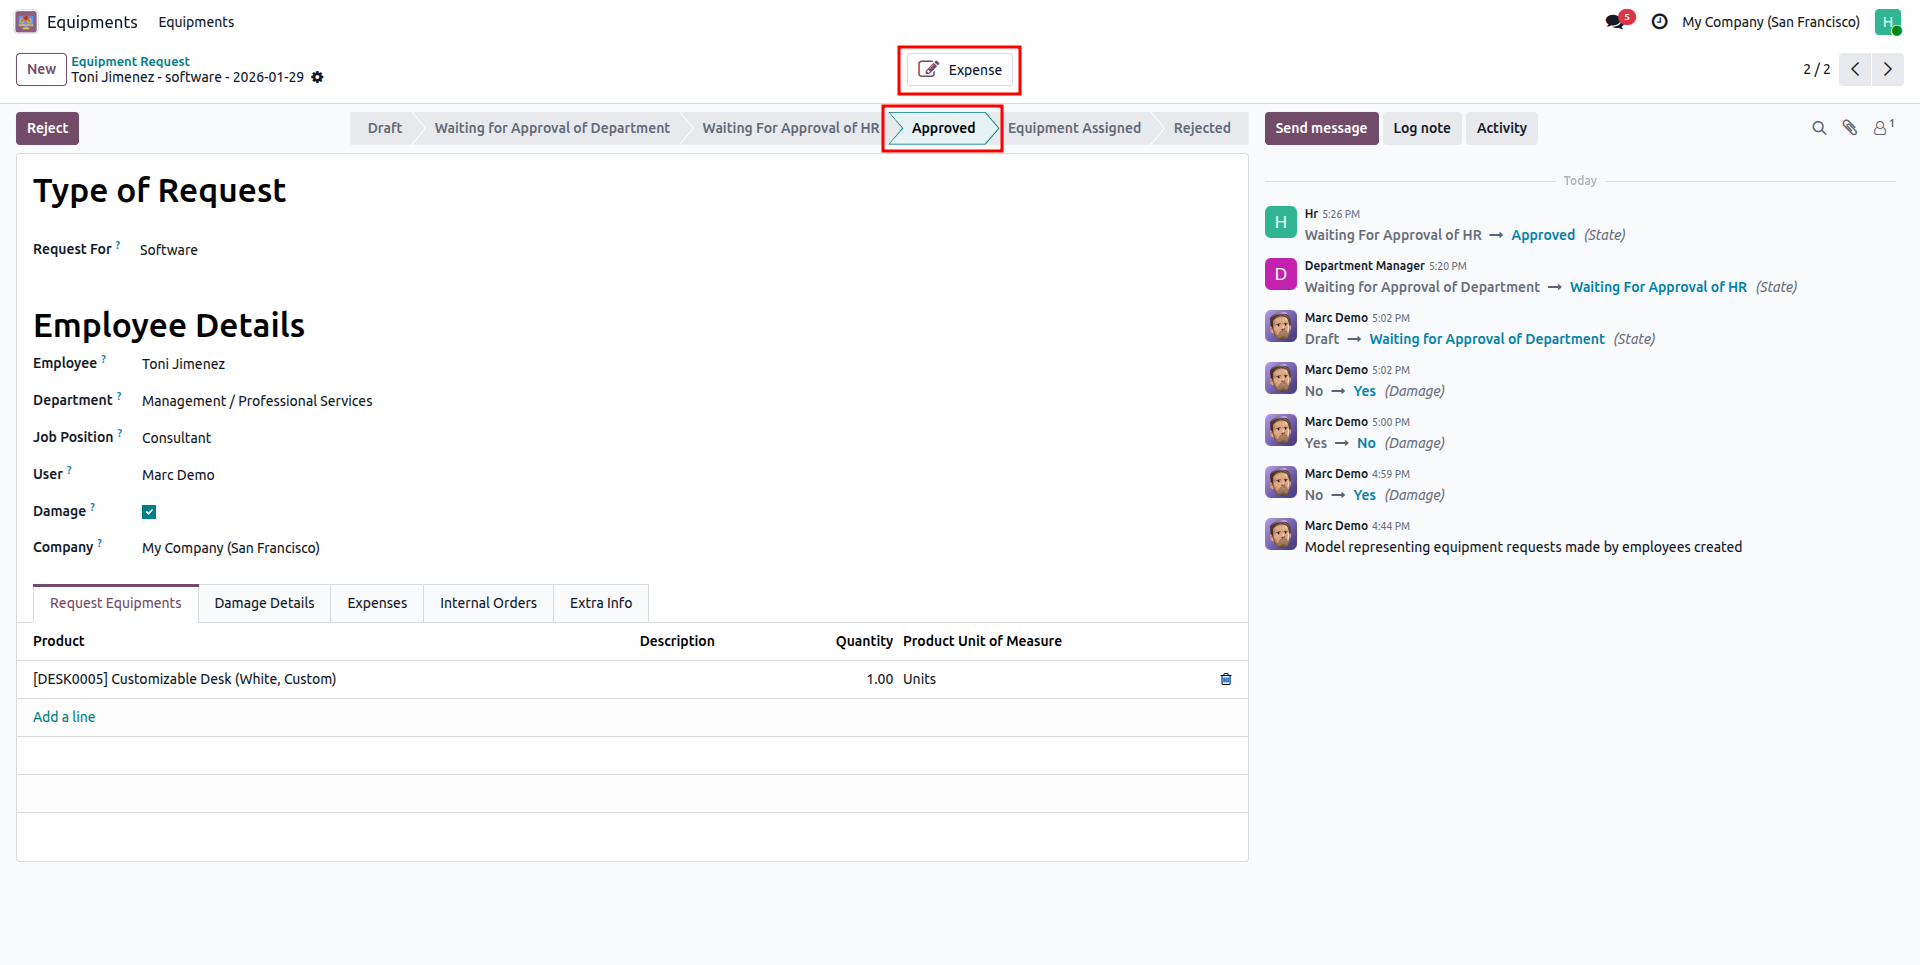 Equipments Equipments
5 My Company (San Francisco) H
New
Equipment Request
Toni Jimenez - software - 2026-01-29
Expense
2 / 2
Reject
Draft Waiting for Approval of Department Waiting For Approval of HR Approved Equipment Assigned Rejected
Send message Log note Activity
1
Type of Request
Request For ? Software
Employee Details
Employee ? Toni Jimenez
Department ? Management / Professional Services
Job Position ? Consultant
User ? Marc Demo
Damage ?
Company ? My Company (San Francisco)
Request Equipments Damage Details Expenses Internal Orders Extra Info
Product Description Quantity Product Unit of Measure
[DESK0005] Customizable Desk (White, Custom) 1.00 Units
Add a line
Today
H
Hr 5:26 PM
Waiting For Approval of HR → Approved (State)
D
Department Manager 5:20 PM
Waiting for Approval of Department → Waiting For Approval of HR (State)
Marc Demo 5:02 PM
Draft → Waiting for Approval of Department (State)
Marc Demo 5:02 PM
No → Yes (Damage)
Marc Demo 5:00 PM
Yes → No (Damage)
Marc Demo 4:59 PM
No → Yes (Damage)
Marc Demo 4:44 PM
Model representing equipment requests made by employees created